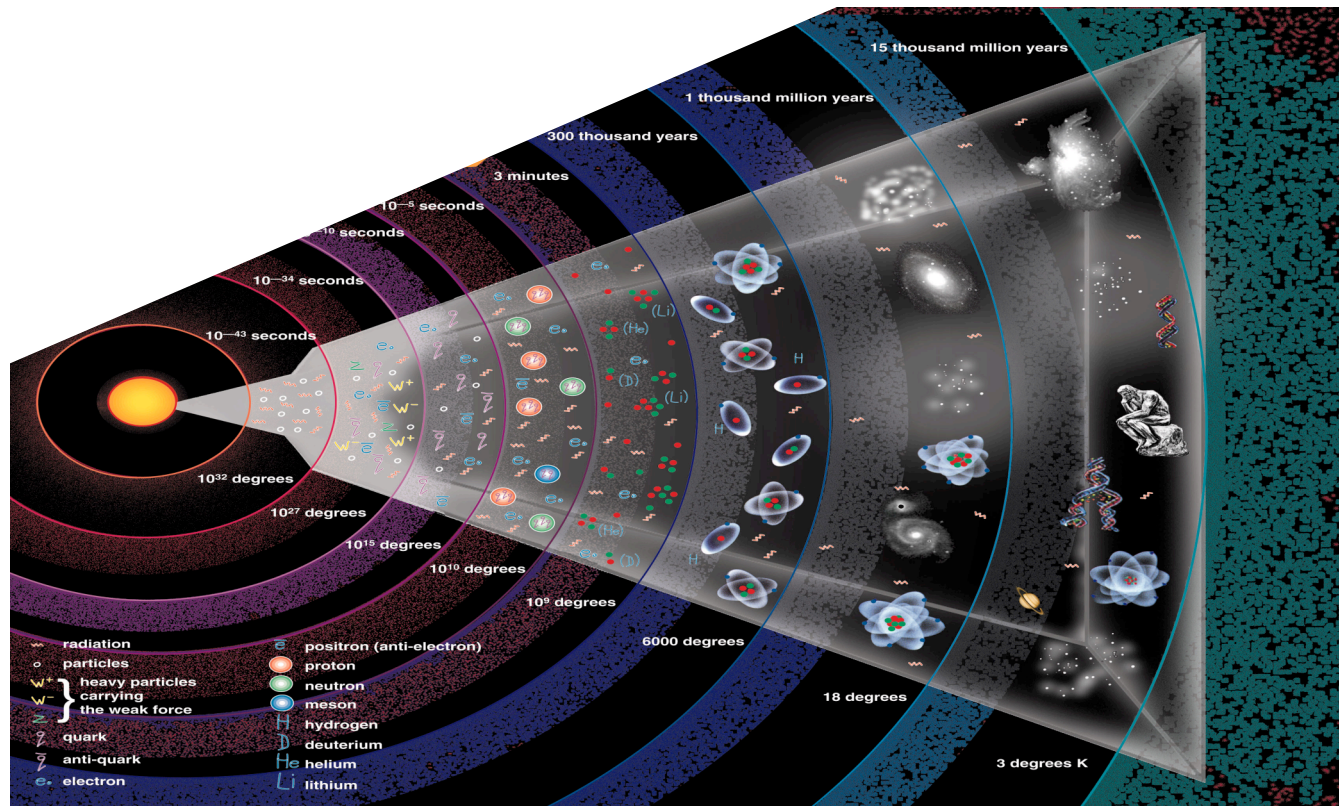 15 thousand million years
1 thousand million years
300 thousand years
3 minutes
10—5 seconds
—10 seconds
10—34 seconds
10—43 seconds
10³² degrees
10²⁷ degrees
10¹⁵ degrees
10¹⁰ degrees
10⁹ degrees
6000 degrees
18 degrees
3 degrees K
(Li)
(He)
(D)
(Li)
(He)
(D)
H
H
H
e
q
z
W+
W−
z
W−
W+
q̅
e̅
radiation
particles
W+
W−
Z
heavy particles
carrying
the weak force
q quark
q̅ anti-quark
e electron
e̅ positron (anti-electron)
proton
neutron
meson
H hydrogen
D deuterium
He helium
Li lithium